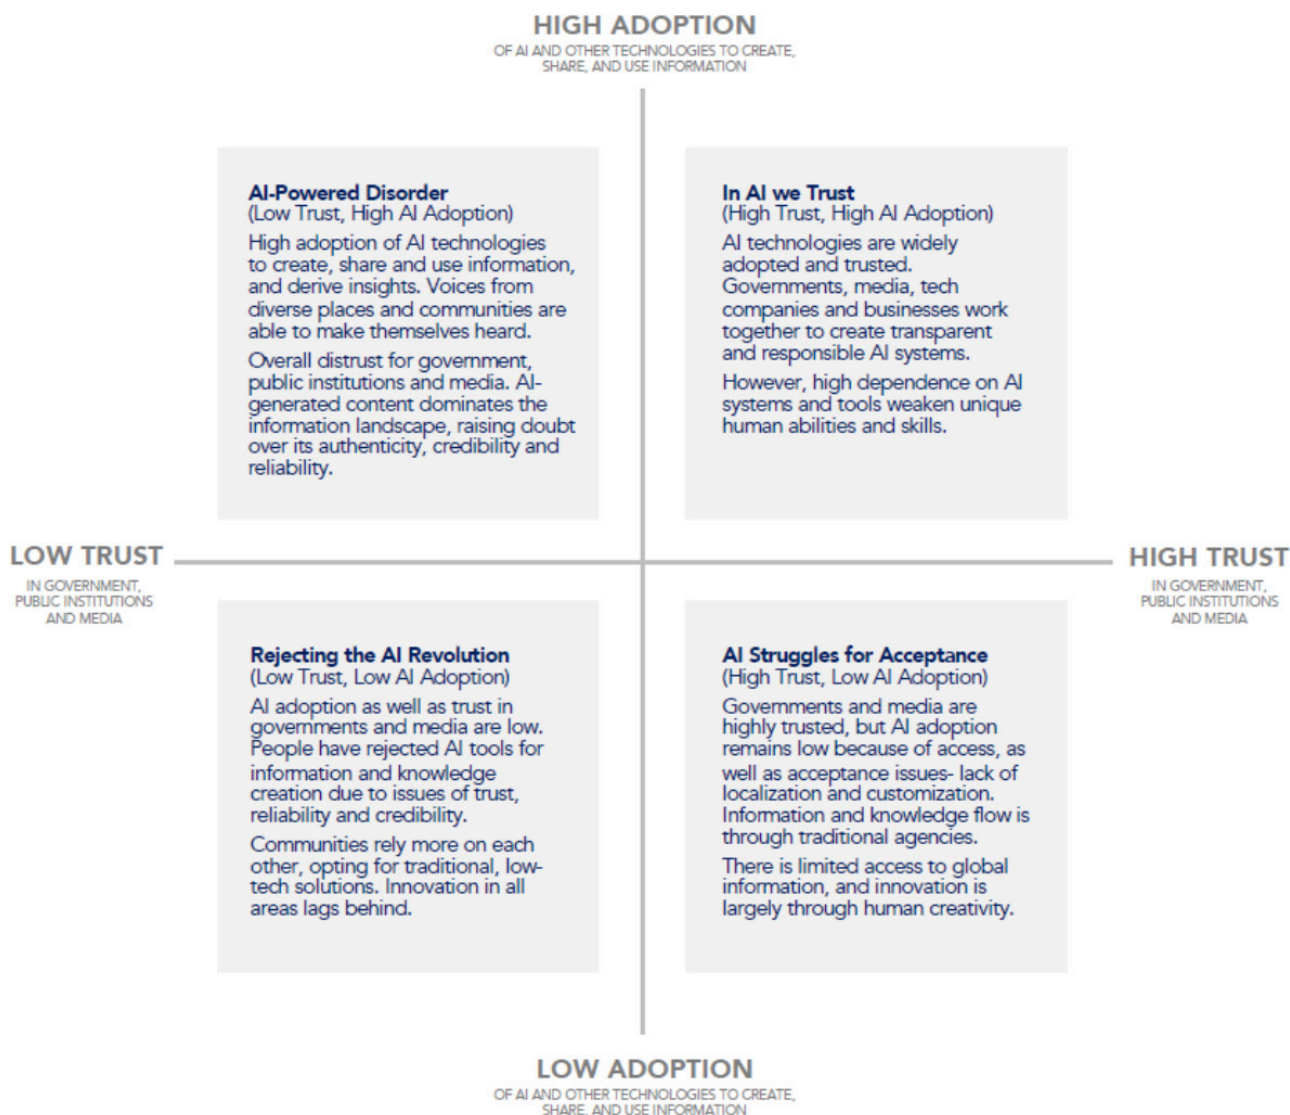 HIGH ADOPTION
OF AI AND OTHER TECHNOLOGIES TO CREATE,
SHARE, AND USE INFORMATION
AI-Powered Disorder
(Low Trust, High AI Adoption)
High adoption of AI technologies
to create, share and use information,
and derive insights. Voices from
diverse places and communities are
able to make themselves heard.
Overall distrust for government,
public institutions and media. AI-
generated content dominates the
information landscape, raising doubt
over its authenticity, credibility and
reliability.
In AI we Trust
(High Trust, High AI Adoption)
AI technologies are widely
adopted and trusted.
Governments, media, tech
companies and businesses work
together to create transparent
and responsible AI systems.
However, high dependence on AI
systems and tools weaken unique
human abilities and skills.
LOW TRUST
IN GOVERNMENT,
PUBLIC INSTITUTIONS
AND MEDIA
HIGH TRUST
IN GOVERNMENT,
PUBLIC INSTITUTIONS
AND MEDIA
Rejecting the AI Revolution
(Low Trust, Low AI Adoption)
AI adoption as well as trust in
governments and media are low.
People have rejected AI tools for
information and knowledge
creation due to issues of trust,
reliability and credibility.
Communities rely more on each
other, opting for traditional, low-
tech solutions. Innovation in all
areas lags behind.
AI Struggles for Acceptance
(High Trust, Low AI Adoption)
Governments and media are
highly trusted, but AI adoption
remains low because of access, as
well as acceptance issues- lack of
localization and customization.
Information and knowledge flow is
through traditional agencies.
There is limited access to global
information, and innovation is
largely through human creativity.
LOW ADOPTION
OF AI AND OTHER TECHNOLOGIES TO CREATE,
SHARE, AND USE INFORMATION